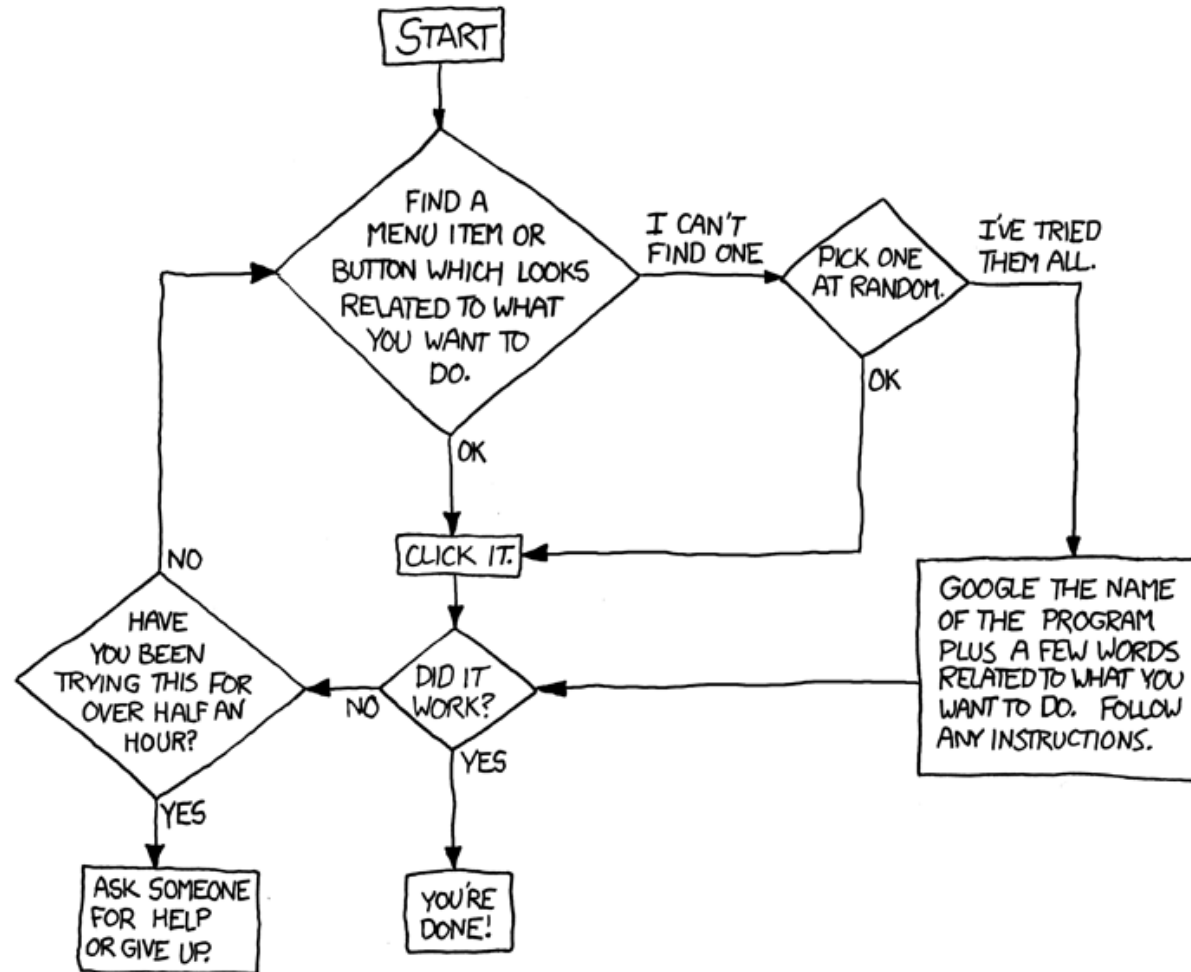 START
FIND A
MENU ITEM OR
BUTTON WHICH LOOKS
RELATED TO WHAT
YOU WANT TO
DO.
I CAN'T
FIND ONE
PICK ONE
AT RANDOM.
I'VE TRIED
THEM ALL.
OK
OK
CLICK IT.
NO
GOOGLE THE NAME
OF THE PROGRAM
PLUS A FEW WORDS
RELATED TO WHAT YOU
WANT TO DO. FOLLOW
ANY INSTRUCTIONS.
HAVE
YOU BEEN
TRYING THIS FOR
OVER HALF AN
HOUR?
NO
DID IT
WORK?
YES
YES
ASK SOMEONE
FOR HELP
OR GIVE UP.
YOU'RE
DONE!